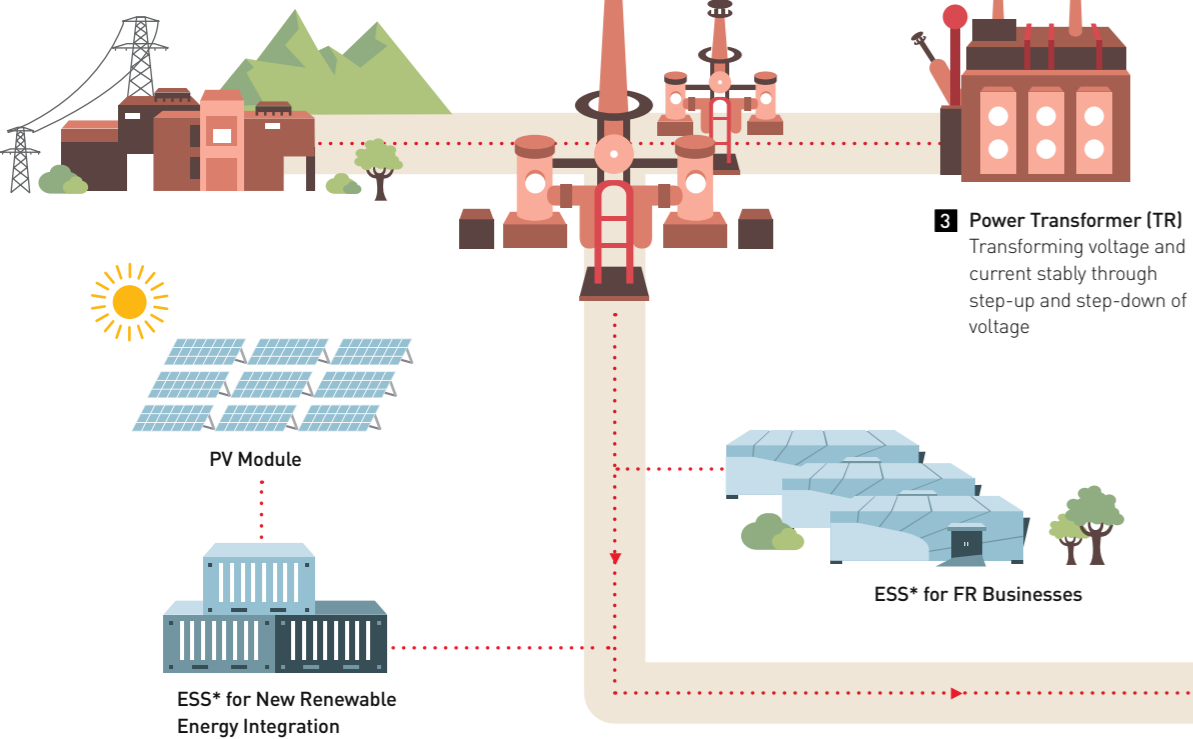 3 Power Transformer (TR)
Transforming voltage and
current stably through
step-up and step-down of
voltage
PV Module
ESS* for FR Businesses
ESS* for New Renewable
Energy Integration